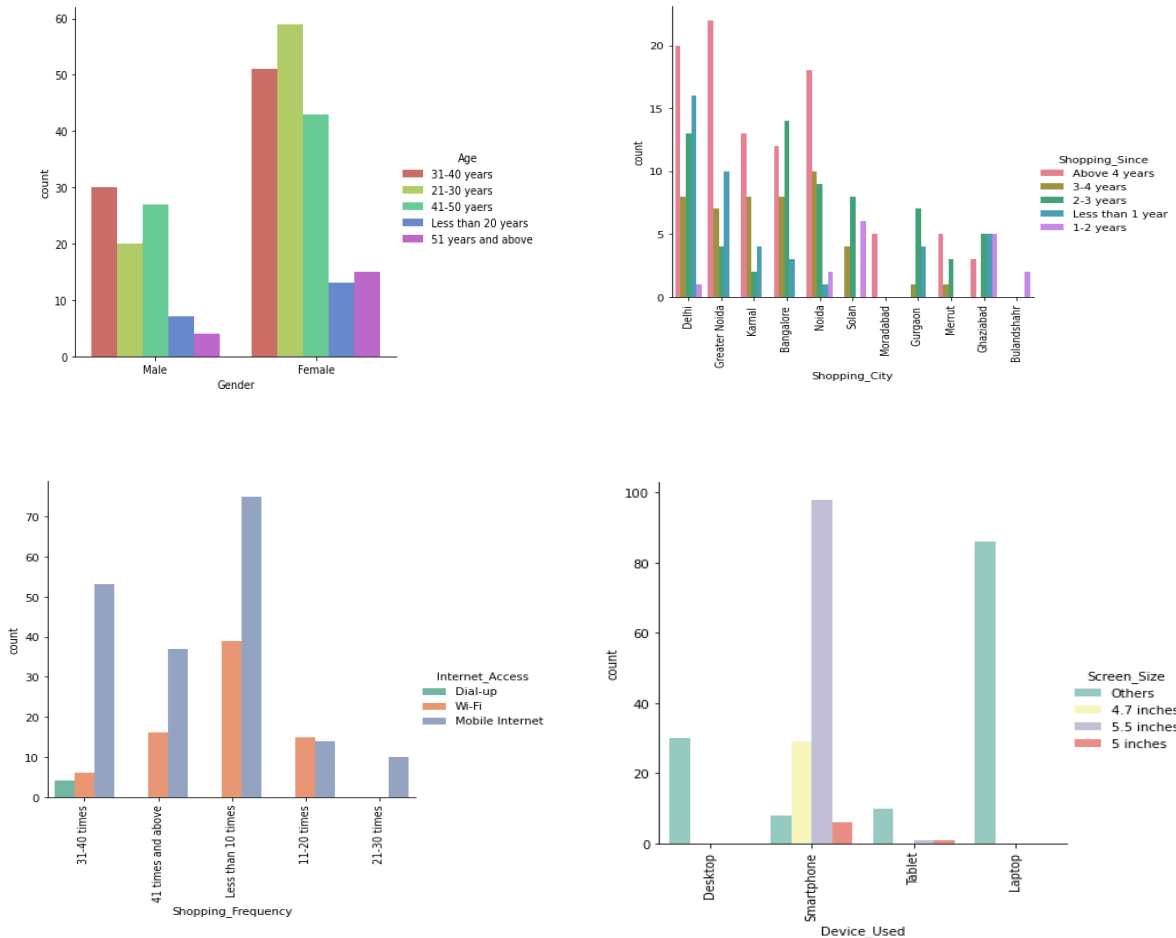 60
50
40
30
20
10
0
count
Male
Female
Gender
Age
31-40 years
21-30 years
41-50 yaers
Less than 20 years
51 years and above
20
15
10
5
0
count
Delhi
Greater Noida
Karnal
Bangalore
Noida
Solan
Moradabad
Gurgaon
Merrut
Ghaziabad
Bulandshahr
Shopping_City
Shopping_Since
Above 4 years
3-4 years
2-3 years
Less than 1 year
1-2 years
70
60
50
40
30
20
10
0
count
31-40 times
41 times and above
Less than 10 times
11-20 times
21-30 times
Shopping_Frequency
Internet_Access
Dial-up
Wi-Fi
Mobile Internet
100
80
60
40
20
0
count
Desktop
Smartphone
Tablet
Laptop
Device_Used
Screen_Size
Others
4.7 inches
5.5 inches
5 inches